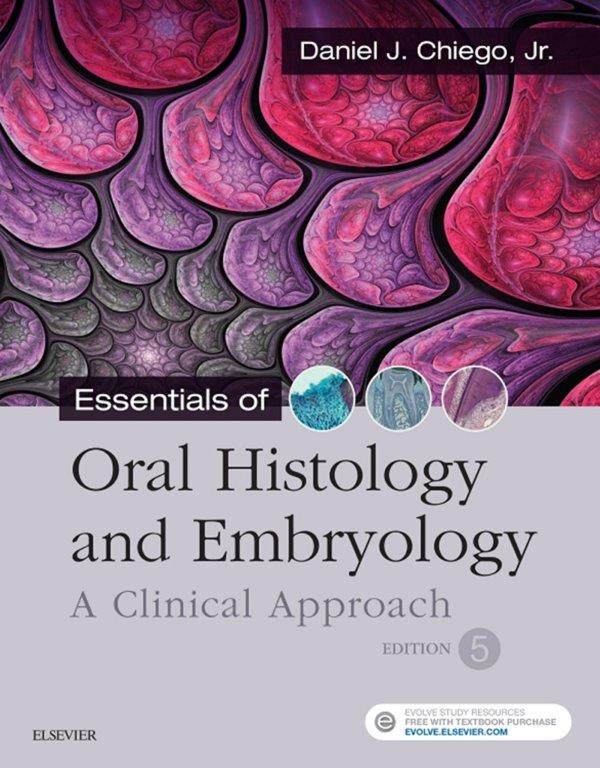 Daniel J. Chiego, Jr.
Essentials of
Oral Histology
and Embryology
A Clinical Approach
EDITION 5
ELSEVIER
e
EVOLVE STUDY RESOURCES
FREE WITH TEXTBOOK PURCHASE
EVOLVE.ELSEVIER.COM